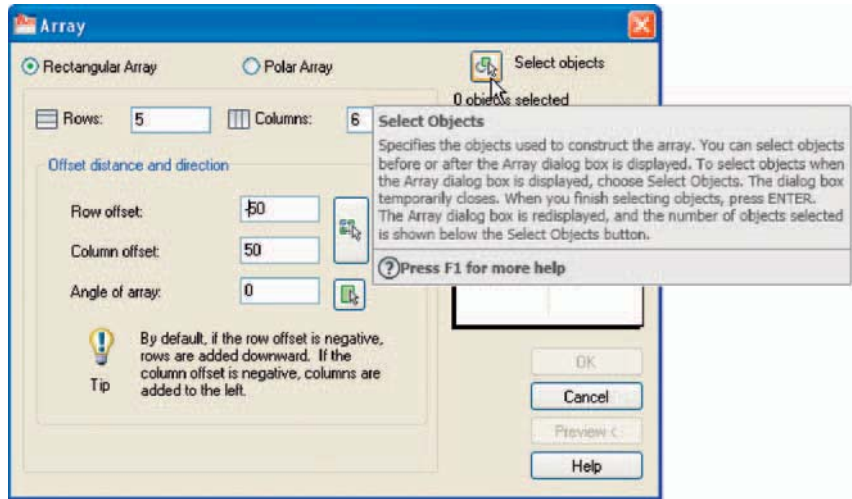 Array
Rectangular Array
Polar Array
Select objects
0 objects selected
Rows: 5
Columns: 6
Select Objects
Specifies the objects used to construct the array. You can select objects
before or after the Array dialog box is displayed. To select objects when
the Array dialog box is displayed, choose Select Objects. The dialog box
temporarily closes. When you finish selecting objects, press ENTER.
The Array dialog box is redisplayed, and the number of objects selected
is shown below the Select Objects button.
Press F1 for more help
Offset distance and direction
Row offset: -50
Column offset: 50
Angle of array: 0
By default, if the row offset is negative,
rows are added downward. If the
column offset is negative, columns are
added to the left.
Tip
OK
Cancel
Preview <
Help